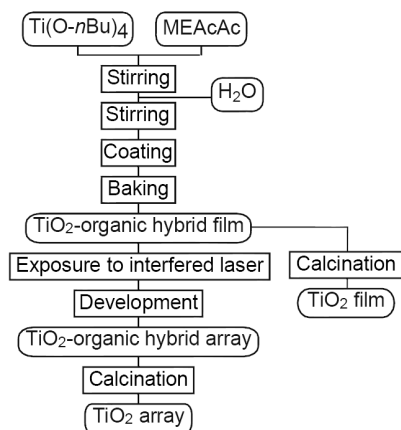 Ti(O-nBu)4 MEAcAc
Stirring
H₂O
Stirring
Coating
Baking
TiO₂-organic hybrid film
Exposure to interfered laser
Calcination
Development
TiO₂ film
TiO₂-organic hybrid array
Calcination
TiO₂ array